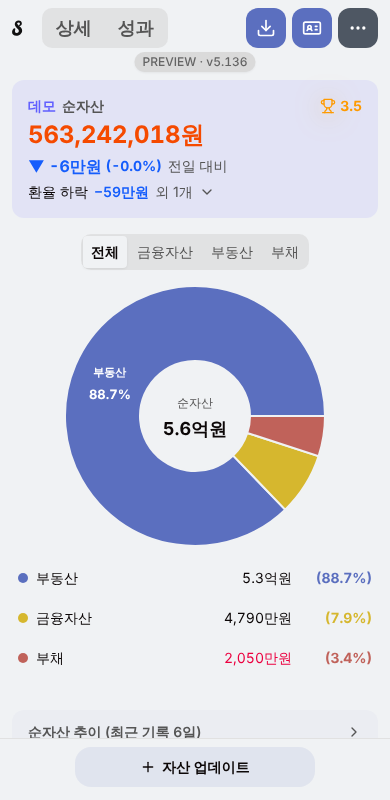 S 상세 성과
PREVIEW · v5.136
데모 순자산 3.5
563,242,018원
▼ -6만원 (-0.0%) 전일 대비
환율 하락 −59만원 외 1개
전체 금융자산 부동산 부채
부동산
88.7%
순자산
5.6억원
부동산 5.3억원 (88.7%)
금융자산 4,790만원 (7.9%)
부채 2,050만원 (3.4%)
순자산 추이 (최근 기록 6일)
+ 자산 업데이트